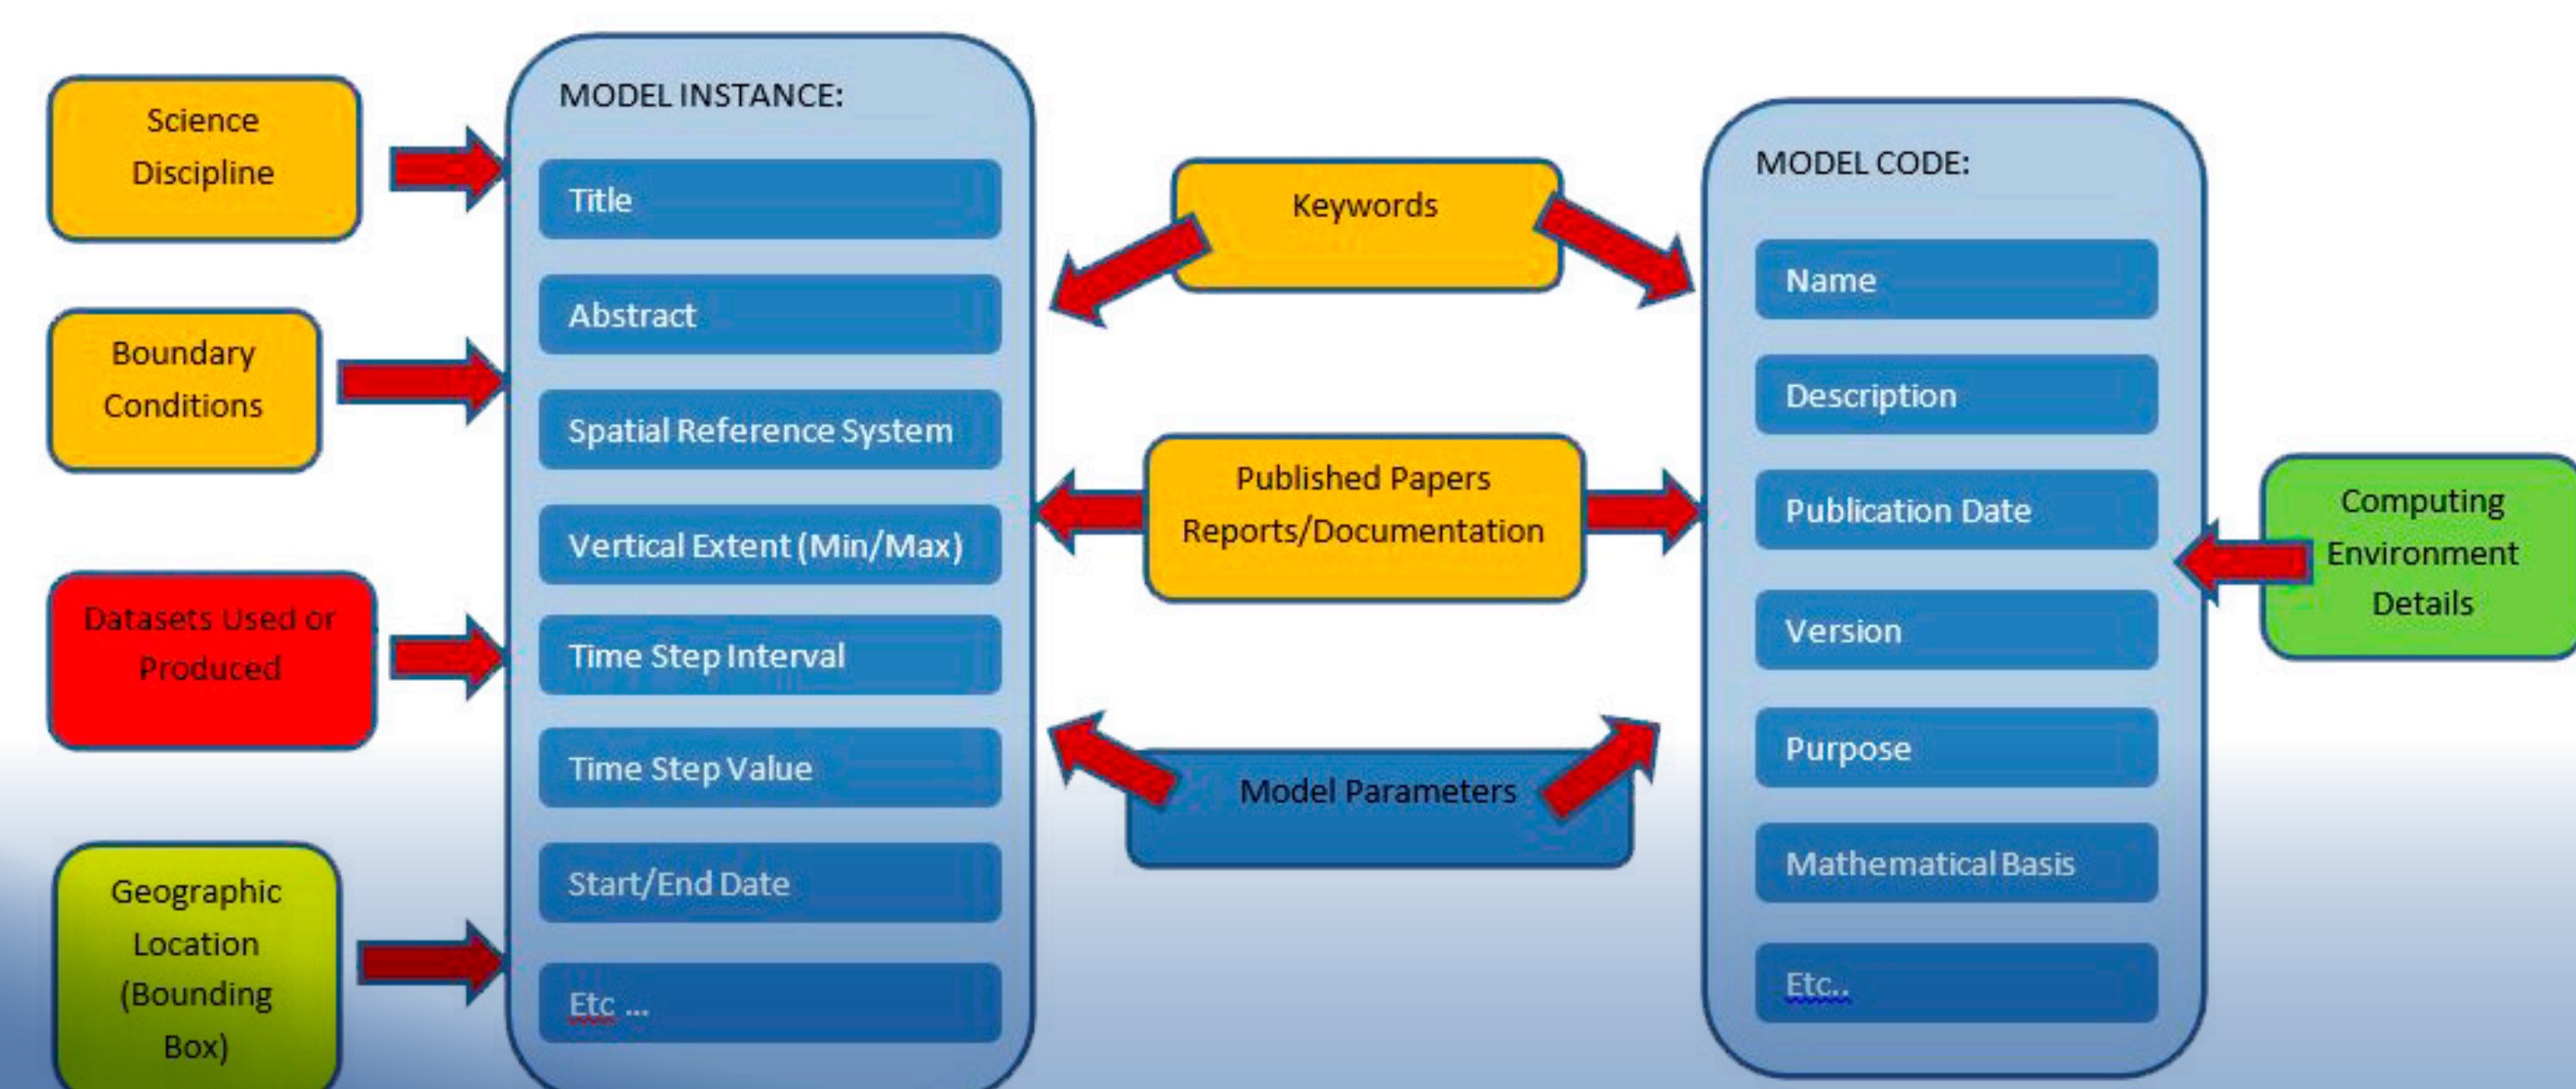 Science
Discipline
Boundary
Conditions
Datasets Used or
Produced
Geographic
Location
(Bounding
Box)
MODEL INSTANCE:
Title
Abstract
Spatial Reference System
Vertical Extent (Min/Max)
Time Step Interval
Time Step Value
Start/End Date
Etc ...
Keywords
Published Papers
Reports/Documentation
Model Parameters
MODEL CODE:
Name
Description
Publication Date
Version
Purpose
Mathematical Basis
Etc..
Computing
Environment
Details